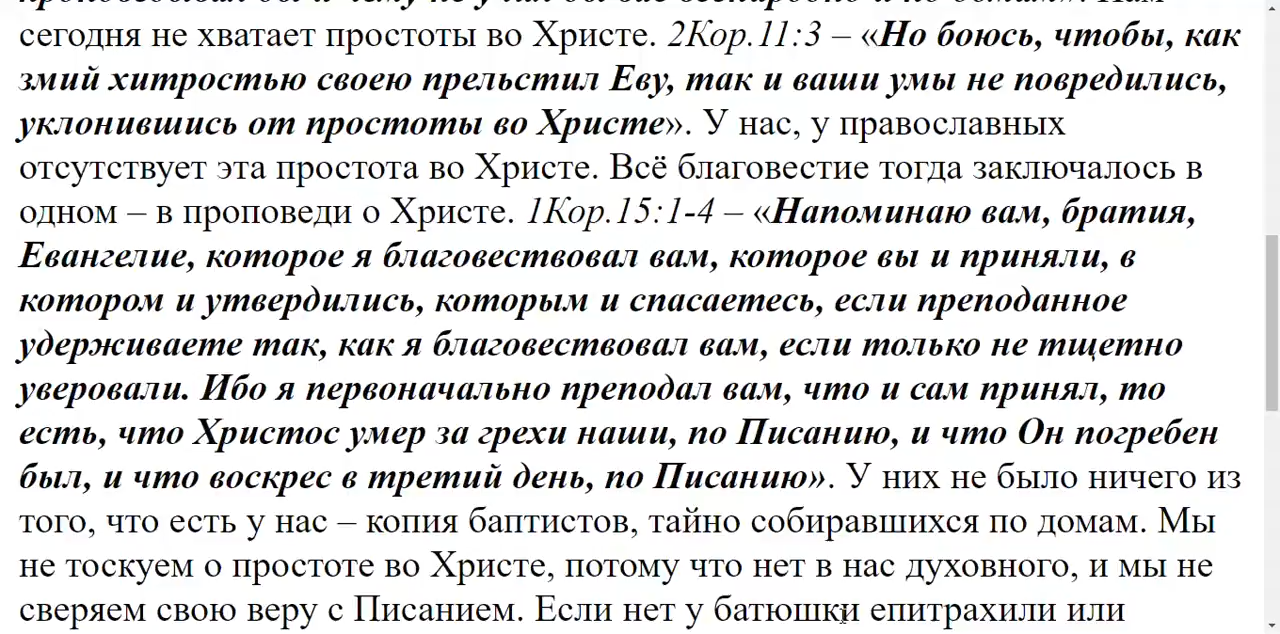 сегодня не хватает простоты во Христе. 2Кор.11:3 – «Но боюсь, чтобы, как
змий хитростью своею прельстил Еву, так и ваши умы не повредились,
уклонившись от простоты во Христе». У нас, у православных
отсутствует эта простота во Христе. Всё благовестие тогда заключалось в
одном – в проповеди о Христе. 1Кор.15:1-4 – «Напоминаю вам, братия,
Евангелие, которое я благовествовал вам, которое вы и приняли, в
котором и утвердились, которым и спасаетесь, если преподанное
удерживаете так, как я благовествовал вам, если только не тщетно
уверовали. Ибо я первоначально преподал вам, что и сам принял, то
есть, что Христос умер за грехи наши, по Писанию, и что Он погребен
был, и что воскрес в третий день, по Писанию». У них не было ничего из
того, что есть у нас – копия баптистов, тайно собиравшихся по домам. Мы
не тоскуем о простоте во Христе, потому что нет в нас духовного, и мы не
сверяем свою веру с Писанием. Если нет у батюшки епитрахили или